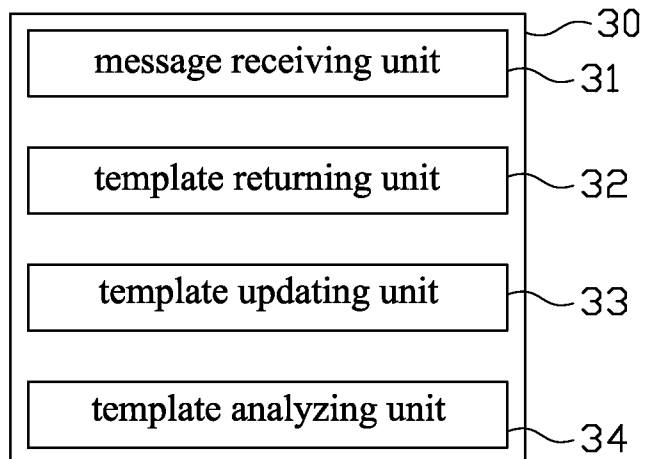 30
message receiving unit
31
template returning unit
32
template updating unit
33
template analyzing unit
34